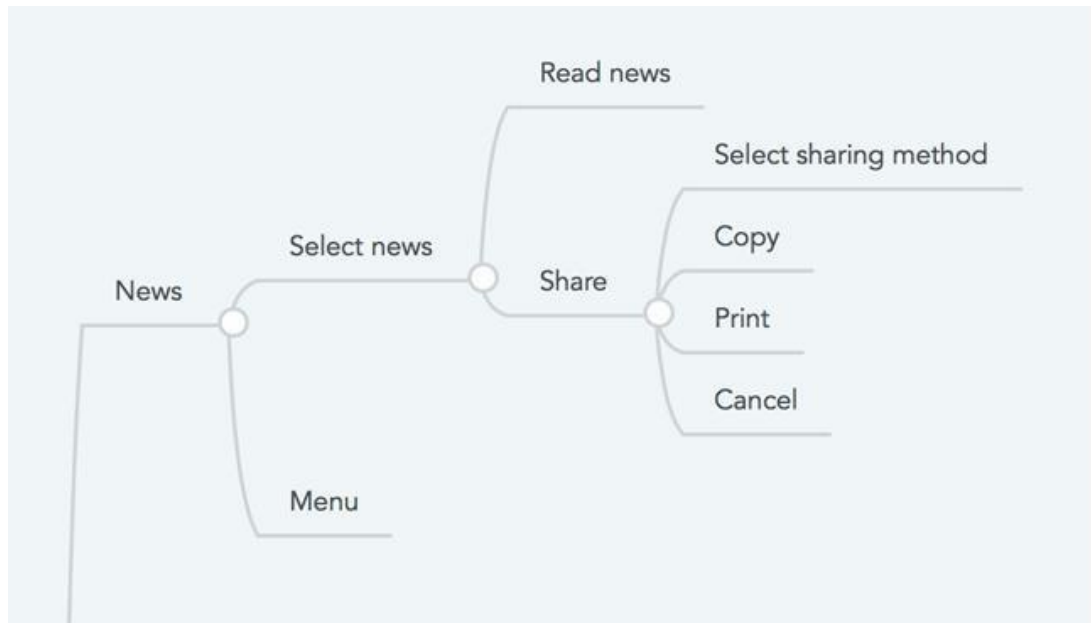 Read news
Select sharing method
Copy
Select news
Share
News
Print
Cancel
Menu